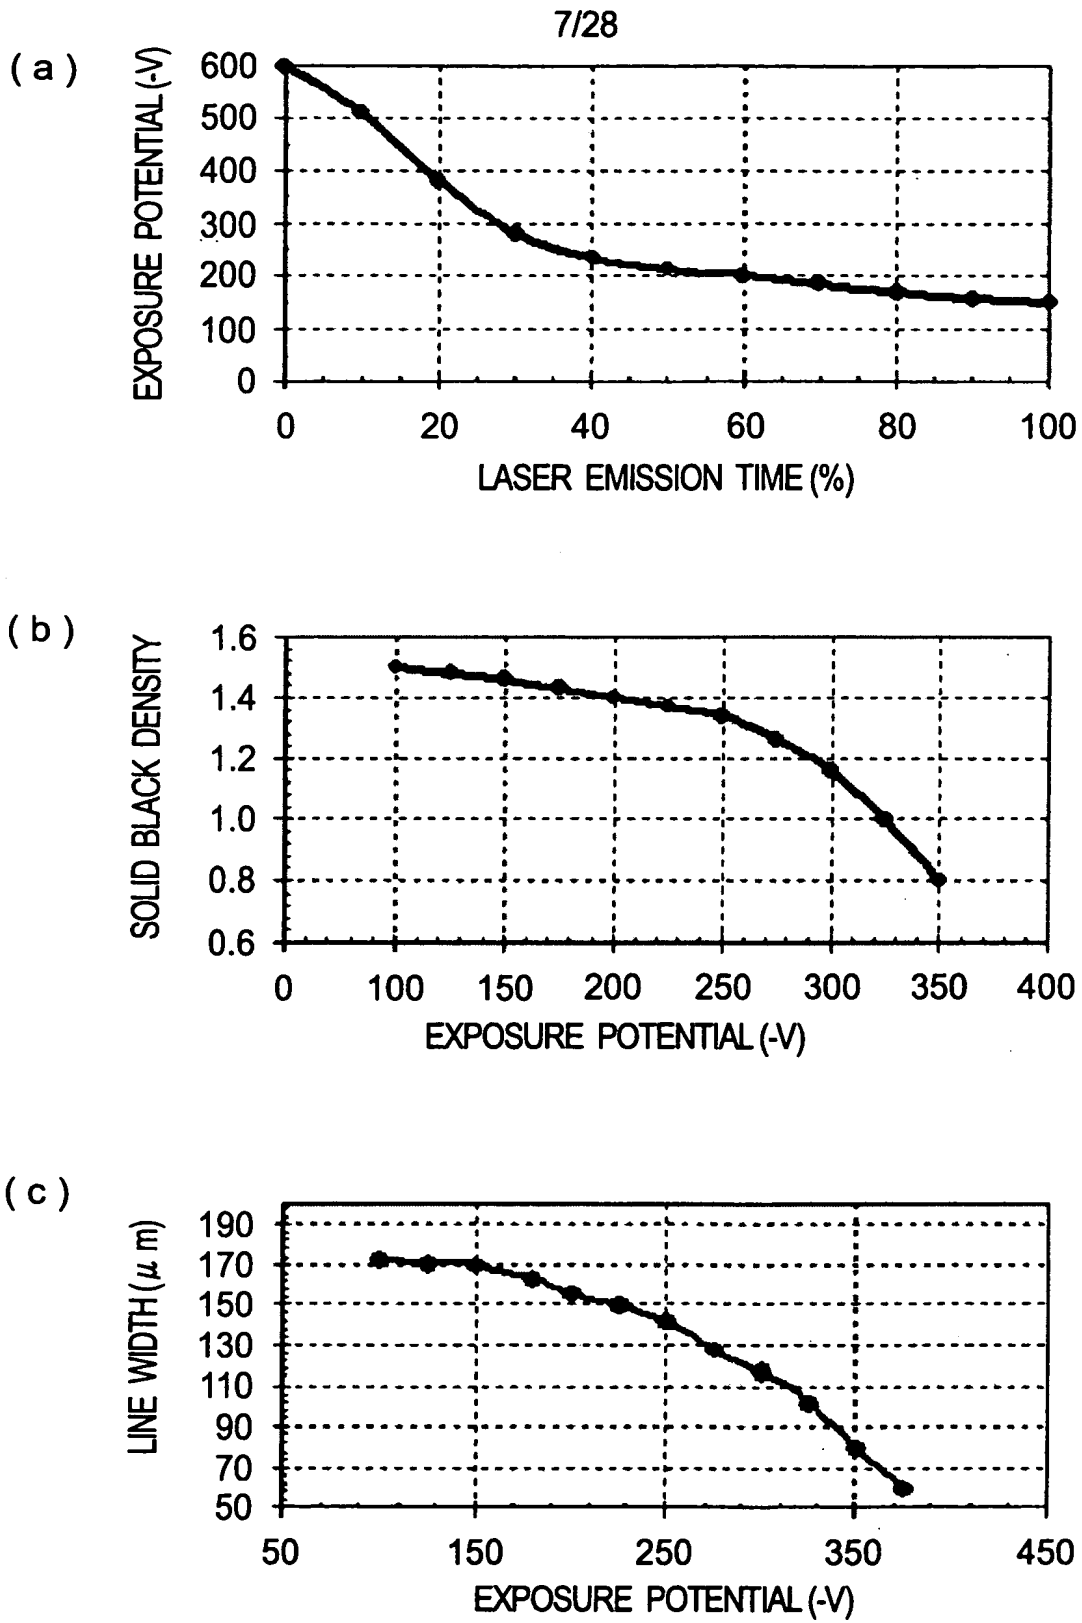 7/28
(a)
EXPOSURE POTENTIAL (-V)
600
500
400
300
200
100
0
0 20 40 60 80 100
LASER EMISSION TIME (%)
(b)
SOLID BLACK DENSITY
1.6
1.4
1.2
1.0
0.8
0.6
0 100 150 200 250 300 350 400
EXPOSURE POTENTIAL (-V)
(c)
LINE WIDTH (μ m)
190
170
150
130
110
90
70
50
50 150 250 350 450
EXPOSURE POTENTIAL (-V)